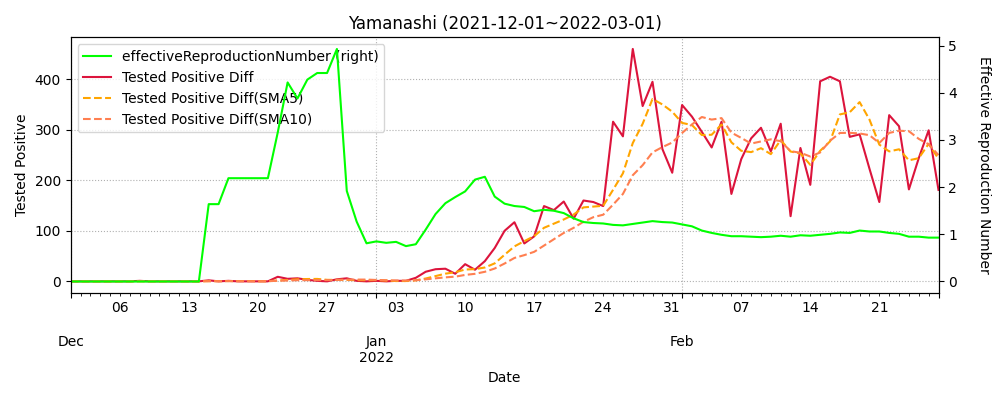 Yamanashi (2021-12-01~2022-03-01)
effectiveReproductionNumber (right)
Tested Positive Diff
Tested Positive Diff(SMA5)
Tested Positive Diff(SMA10)
Tested Positive
400
300
200
100
0
5
4
3
2
1
0
Effective Reproduction Number
06 13 20 27 03 10 17 24 31 07 14 21
Dec Jan Feb
2022
Date